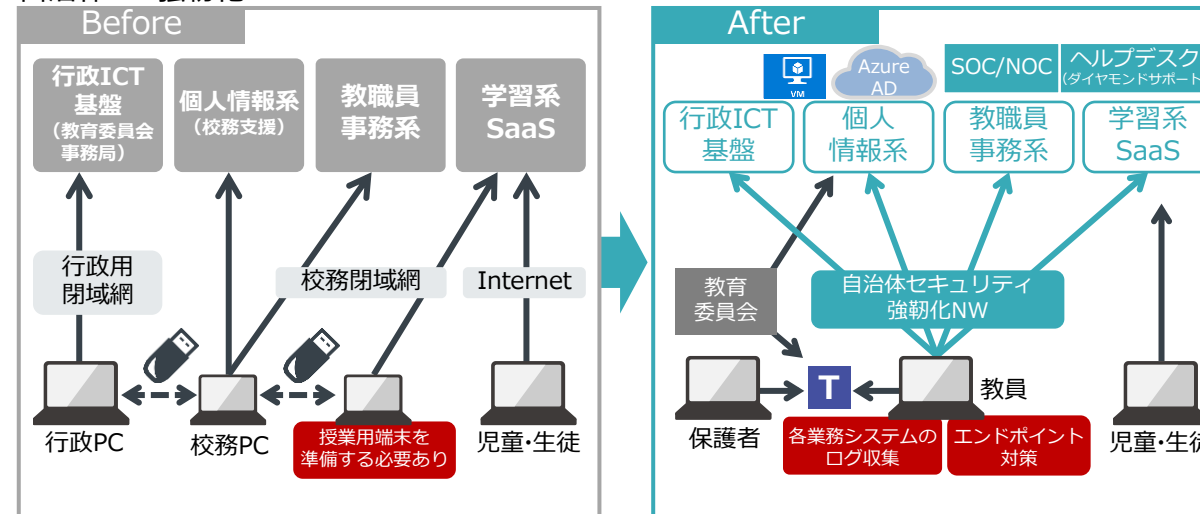 Before
行政ICT
基盤
（教育委員会
事務局）
個人情報系
（校務支援）
教職員
事務系
学習系
SaaS
行政用
閉域網
校務閉域網
Internet
行政PC
校務PC
授業用端末を
準備する必要あり
児童・生徒
After
VM
Azure
AD
SOC/NOC
ヘルプデスク
(ダイヤモンドサポート
行政ICT
基盤
個人
情報系
教職員
事務系
学習系
SaaS
教育
委員会
自治体セキュリティ
強靭化NW
T
教員
保護者
各業務システムの
ログ収集
エンドポイント
対策
児童・生徒